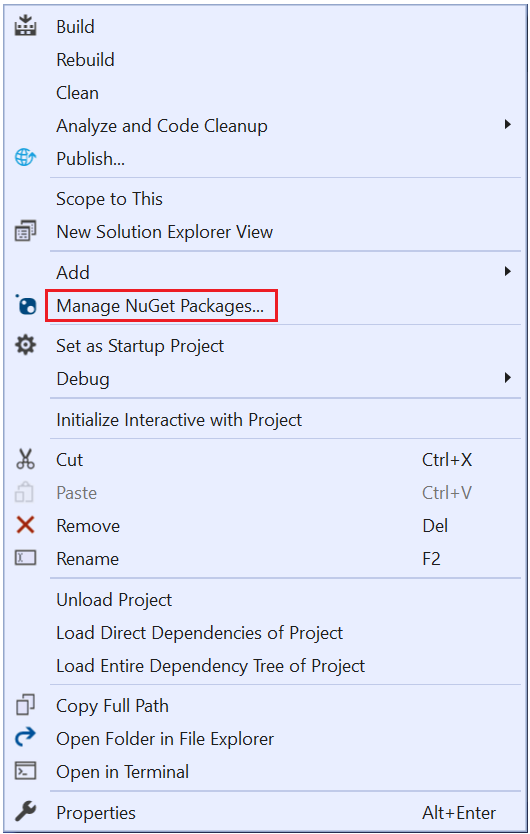 Build
Rebuild
Clean
Analyze and Code Cleanup
Publish...
Scope to This
New Solution Explorer View
Add
Manage NuGet Packages...
Set as Startup Project
Debug
Initialize Interactive with Project
Cut Ctrl+X
Paste Ctrl+V
Remove Del
Rename F2
Unload Project
Load Direct Dependencies of Project
Load Entire Dependency Tree of Project
Copy Full Path
Open Folder in File Explorer
Open in Terminal
Properties Alt+Enter